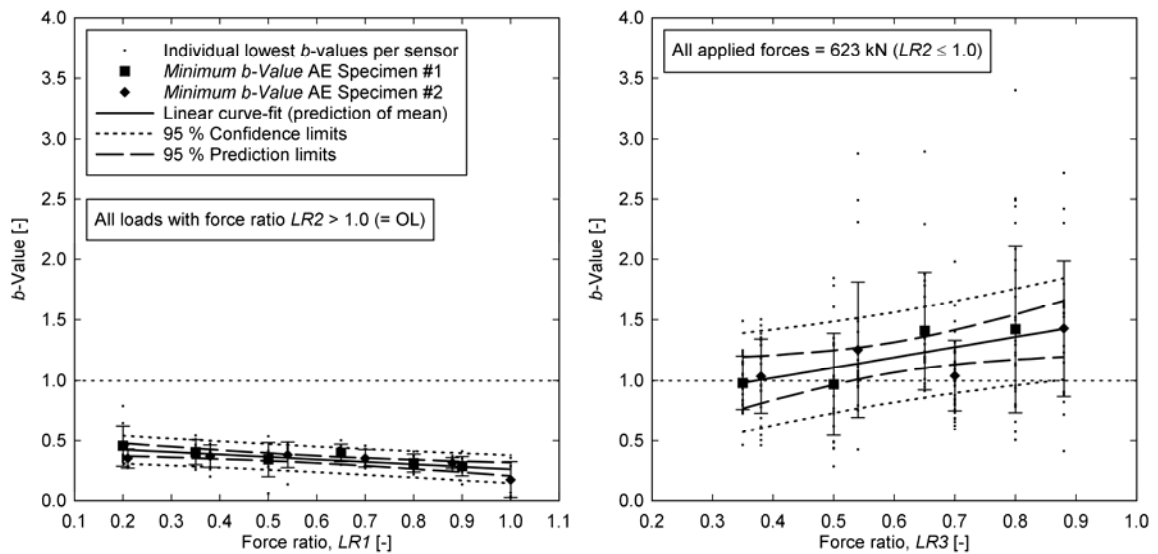 4.0
3.5
3.0
2.5
2.0
1.5
1.0
0.5
0.0
b-Value [-]
Individual lowest b-values per sensor
Minimum b-Value AE Specimen #1
Minimum b-Value AE Specimen #2
Linear curve-fit (prediction of mean)
95 % Confidence limits
95 % Prediction limits
All loads with force ratio LR2 > 1.0 (= OL)
0.1 0.2 0.3 0.4 0.5 0.6 0.7 0.8 0.9 1.0 1.1
Force ratio, LR1 [-]
4.0
3.5
3.0
2.5
2.0
1.5
1.0
0.5
0.0
b-Value [-]
All applied forces = 623 kN (LR2 ≤ 1.0)
0.2 0.3 0.4 0.5 0.6 0.7 0.8 0.9 1.0
Force ratio, LR3 [-]